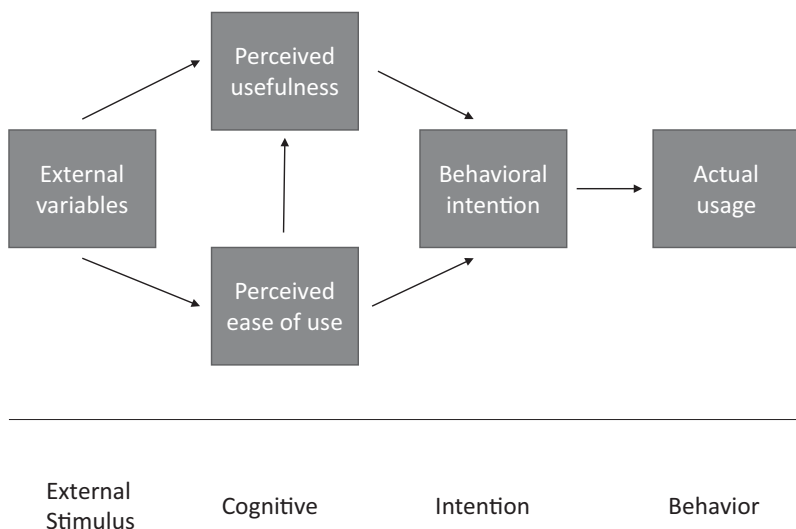 Perceived
usefulness
External
variables
Behavioral
intention
Actual
usage
Perceived
ease of use
External
Stimulus
Cognitive
Intention
Behavior